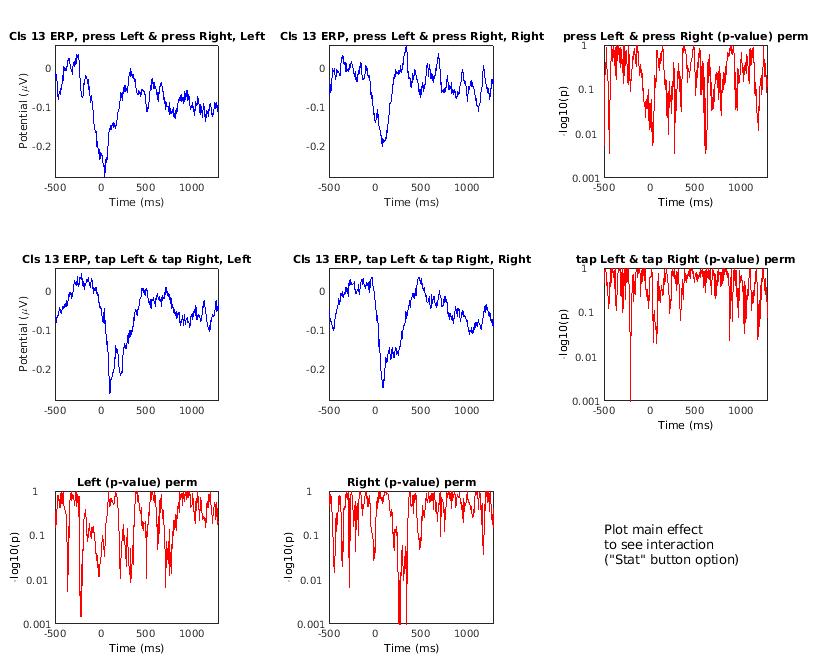 Cls 13 ERP, press Left & press Right, Left
Cls 13 ERP, press Left & press Right, Right
press Left & press Right (p-value) perm
Potential (μV)
0
-0.1
-0.2
-500 0 500 1000
Time (ms)
0
-0.1
-0.2
-500 0 500 1000
Time (ms)
-log10(p)
1
0.1
0.01
0.001
-500 0 500 1000
Time (ms)
Cls 13 ERP, tap Left & tap Right, Left
Cls 13 ERP, tap Left & tap Right, Right
tap Left & tap Right (p-value) perm
Potential (μV)
0
-0.1
-0.2
-500 0 500 1000
Time (ms)
0
-0.1
-0.2
-500 0 500 1000
Time (ms)
-log10(p)
1
0.1
0.01
0.001
-500 0 500 1000
Time (ms)
Left (p-value) perm
Right (p-value) perm
-log10(p)
1
0.1
0.01
0.001
-500 0 500 1000
Time (ms)
-log10(p)
1
0.1
0.01
0.001
-500 0 500 1000
Time (ms)
Plot main effect
to see interaction
("Stat" button option)